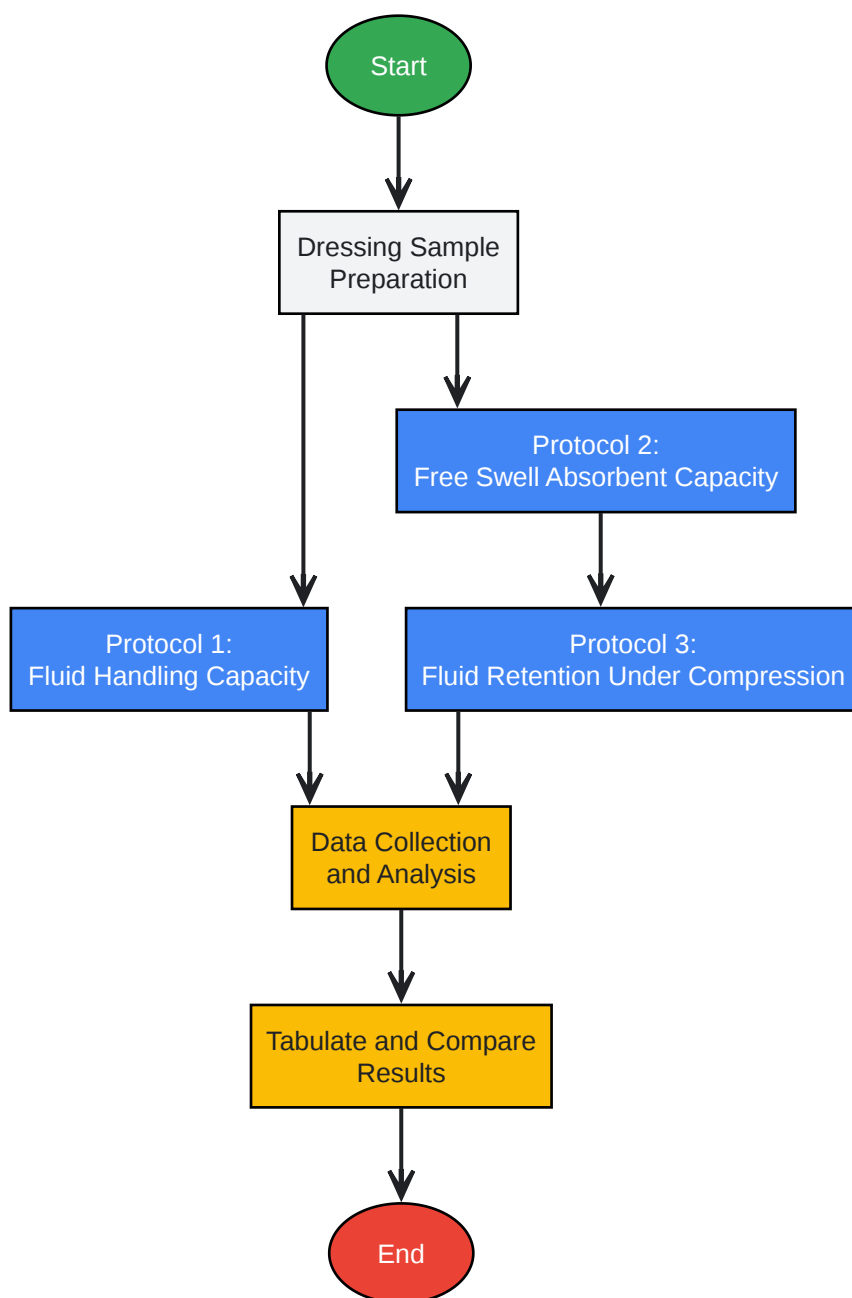 Start
Dressing Sample
Preparation
Protocol 2:
Free Swell Absorbent Capacity
Protocol 1:
Fluid Handling Capacity
Protocol 3:
Fluid Retention Under Compression
Data Collection
and Analysis
Tabulate and Compare
Results
End